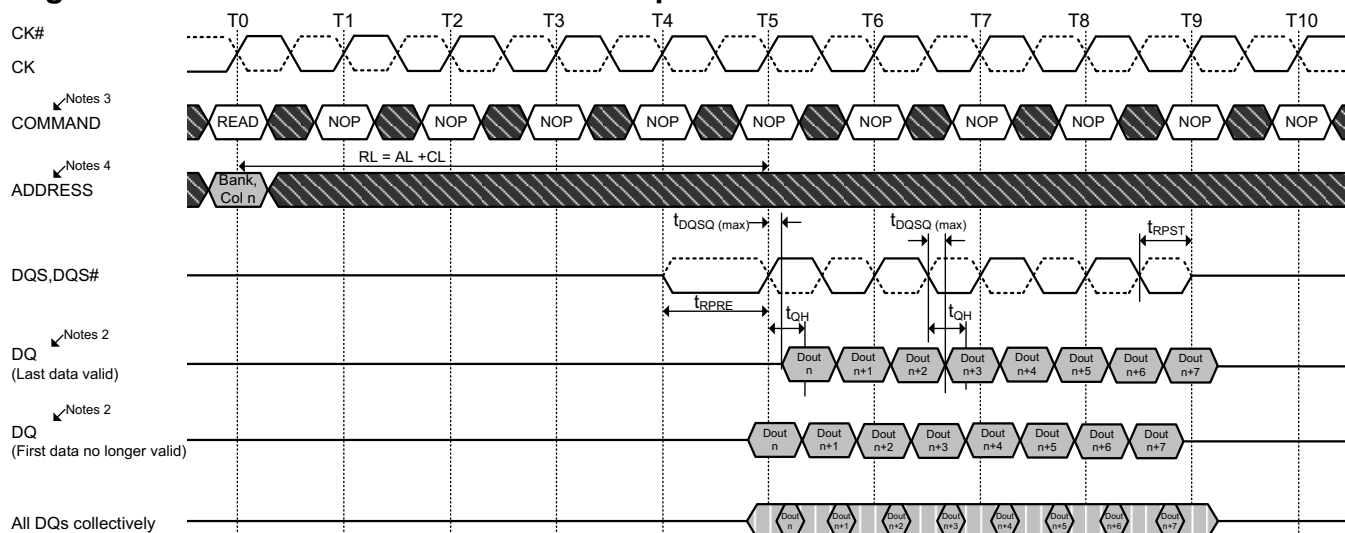 T0 T1 T2 T3 T4 T5 T6 T7 T8 T9 T10
CK#
CK
Notes 3
COMMAND
READ NOP NOP NOP NOP NOP NOP NOP NOP NOP NOP
RL = AL +CL
Notes 4
ADDRESS
Bank,
Col n
tDQSQ (max) tDQSQ (max) tRPST
DQS,DQS#
tRPRE tQH tQH
Notes 2
DQ
(Last data valid)
Dout n Dout n+1 Dout n+2 Dout n+3 Dout n+4 Dout n+5 Dout n+6 Dout n+7
Notes 2
DQ
(First data no longer valid)
Dout n Dout n+1 Dout n+2 Dout n+3 Dout n+4 Dout n+5 Dout n+6 Dout n+7
All DQs collectively
Dout n Dout n+1 Dout n+2 Dout n+3 Dout n+4 Dout n+5 Dout n+6 Dout n+7